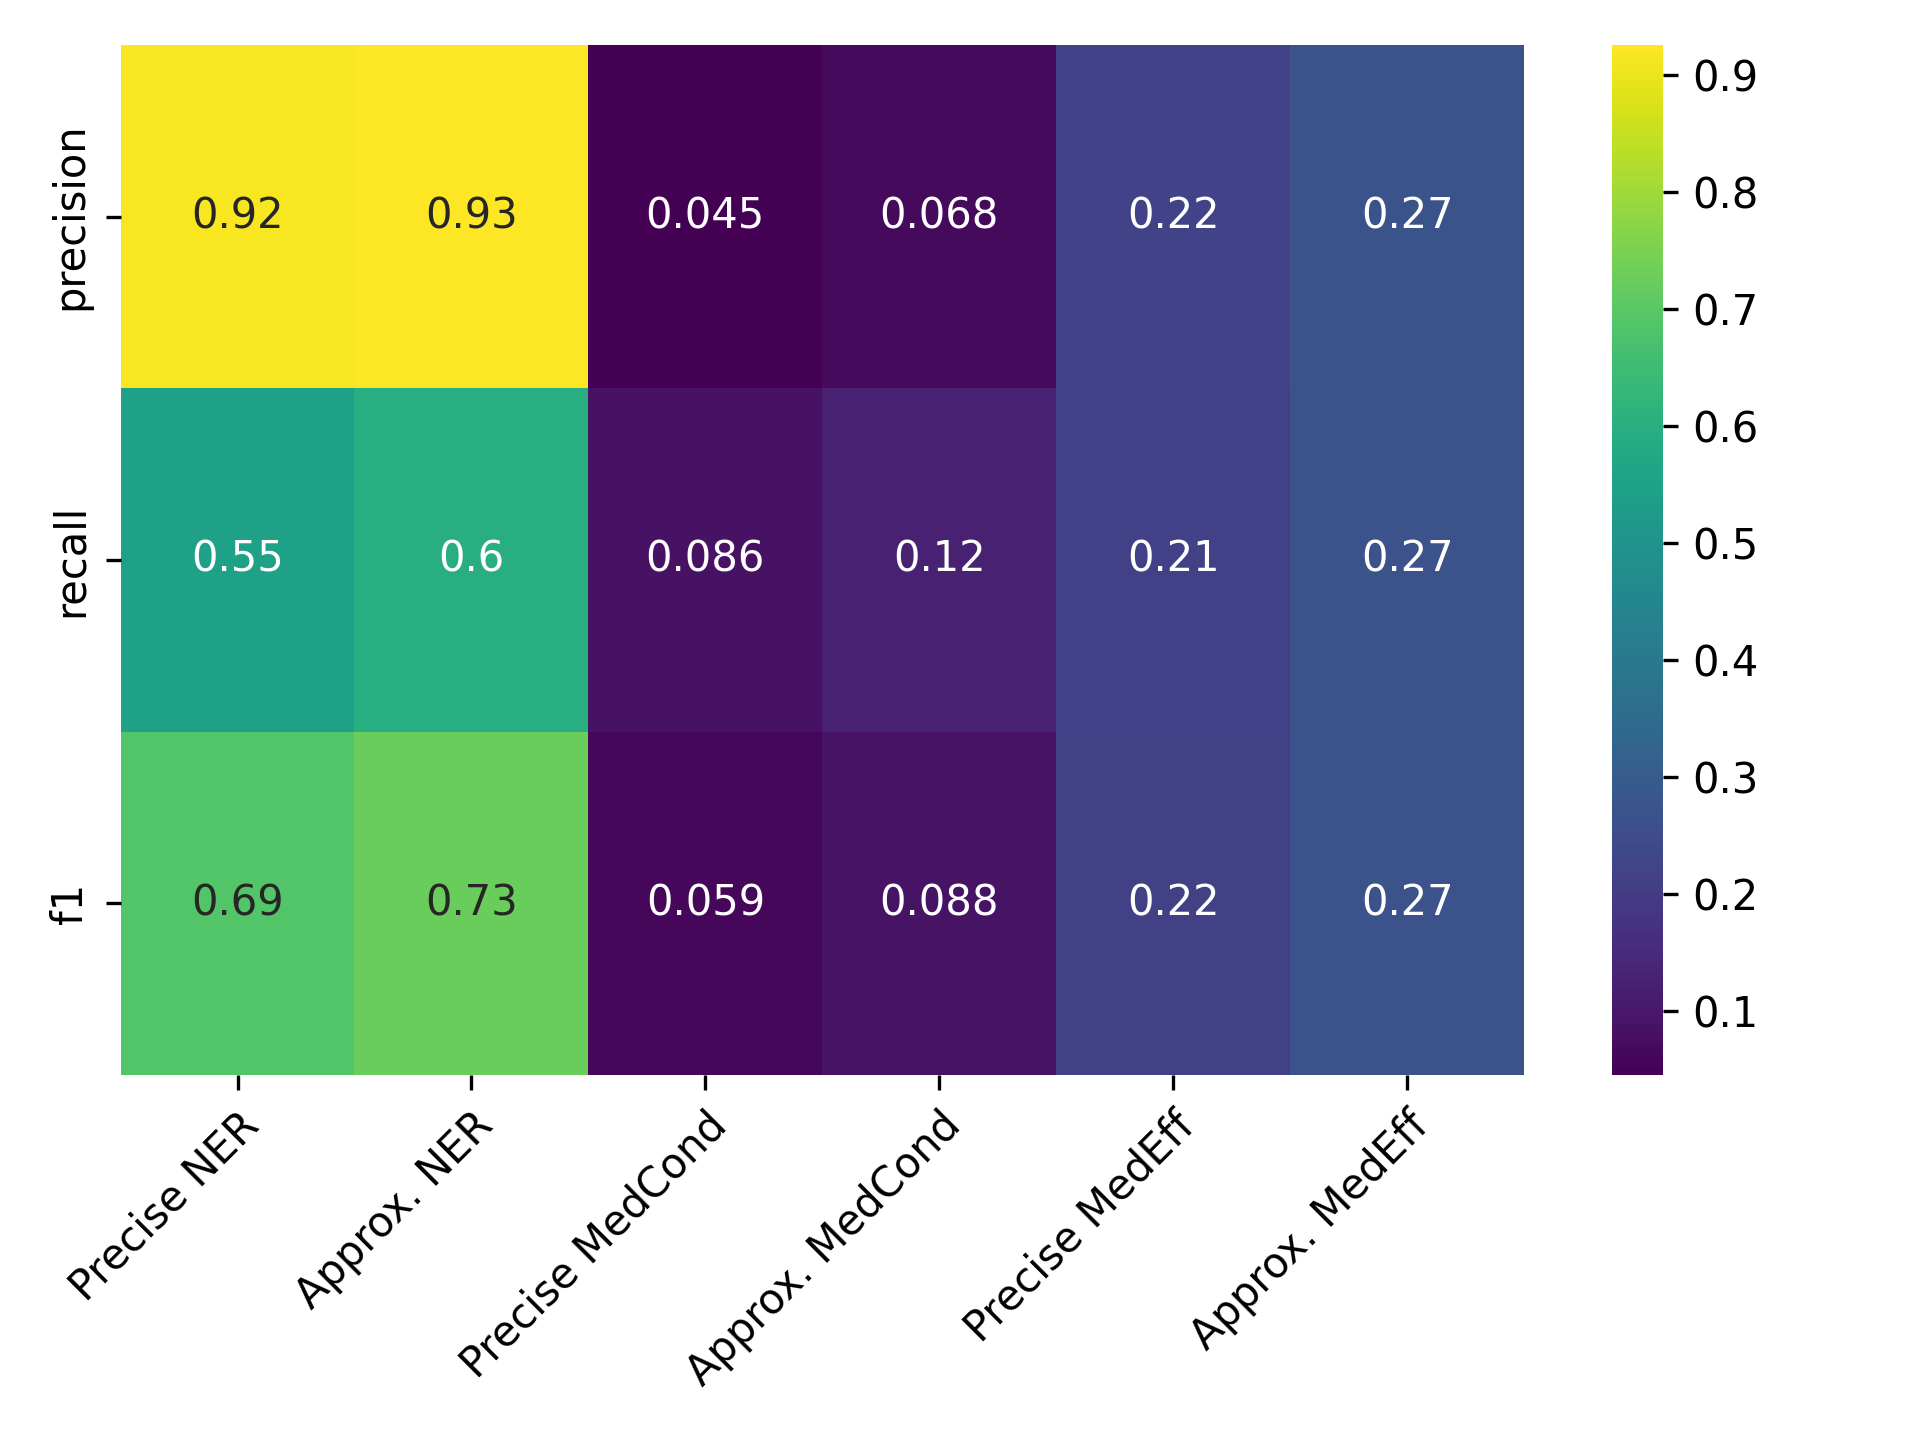 precision 0.92 0.93 0.045 0.068 0.22 0.27
recall 0.55 0.6 0.086 0.12 0.21 0.27
f1 0.69 0.73 0.059 0.088 0.22 0.27
Precise NER
Approx. NER
Precise MedCond
Approx. MedCond
Precise MedEff
Approx. MedEff
0.9
0.8
0.7
0.6
0.5
0.4
0.3
0.2
0.1